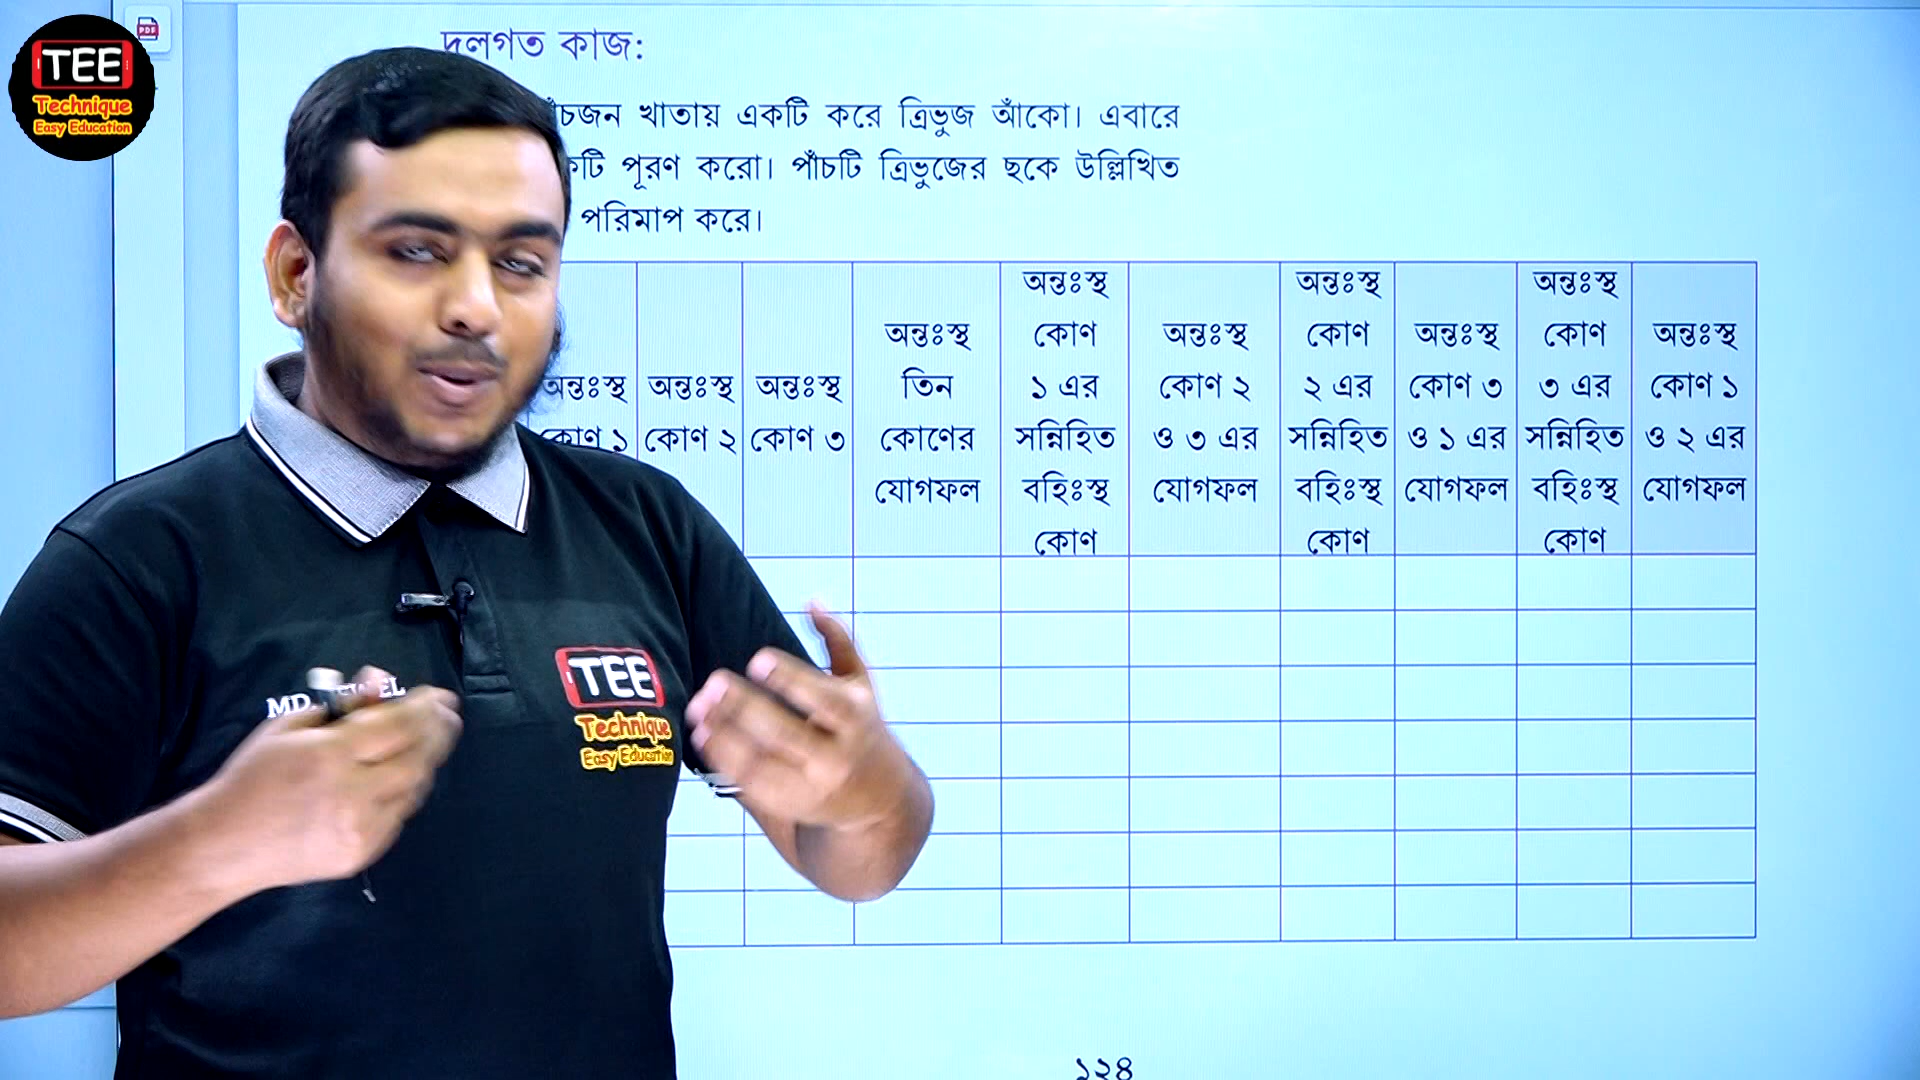 TEE
Technique
Easy Education
PDF
দলগত কাজ:
খাতায় একটি করে ত্রিভুজ আঁকো। এবারে
পূরণ করো। পাঁচটি ত্রিভুজের ছকে উল্লিখিত
পরিমাপ করে।
অন্তঃস্থ কোণ ১
অন্তঃস্থ কোণ ২
অন্তঃস্থ কোণ ৩
অন্তঃস্থ তিন কোণের যোগফল
অন্তঃস্থ কোণ ১ এর সন্নিহিত বহিঃস্থ কোণ
অন্তঃস্থ কোণ ২ ও ৩ এর যোগফল
অন্তঃস্থ কোণ ২ এর সন্নিহিত বহিঃস্থ কোণ
অন্তঃস্থ কোণ ৩ ও ১ এর যোগফল
অন্তঃস্থ কোণ ৩ এর সন্নিহিত বহিঃস্থ কোণ
অন্তঃস্থ কোণ ১ ও ২ এর যোগফল
MD.
TEE
Technique
Easy Education
১২৪